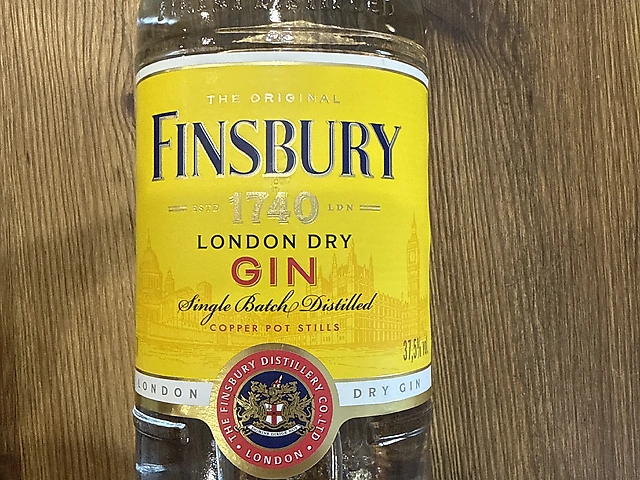 THE ORIGINAL
FINSBURY
ESTD 1740 LDN
LONDON DRY
GIN
Single Batch Distilled
COPPER POT STILLS
37,5% vol.
LONDON DRY GIN
THE FINSBURY DISTILLERY CO. LTD
• LONDON •